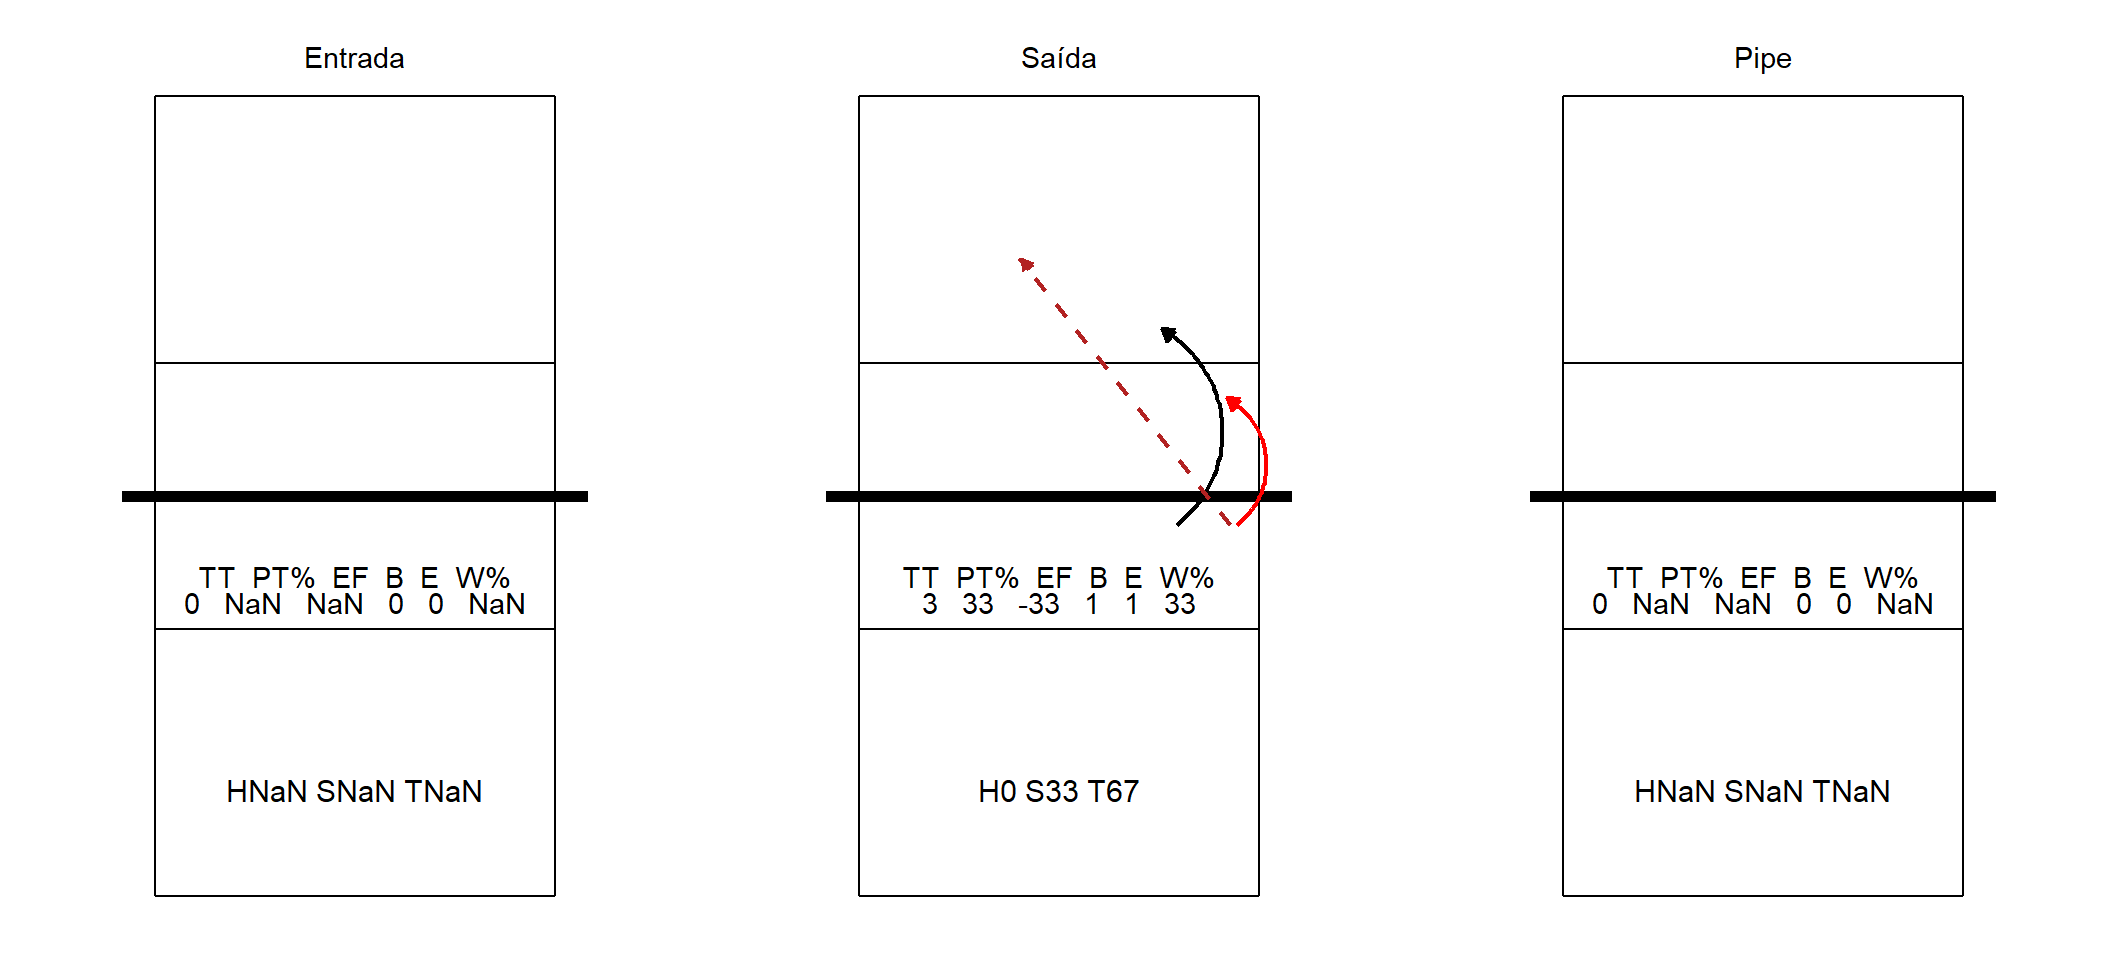 Entrada
TT PT% EF B E W%
0 NaN NaN 0 0 NaN
HNaN SNaN TNaN
Saída
TT PT% EF B E W%
3 33 -33 1 1 33
H0 S33 T67
Pipe
TT PT% EF B E W%
0 NaN NaN 0 0 NaN
HNaN SNaN TNaN